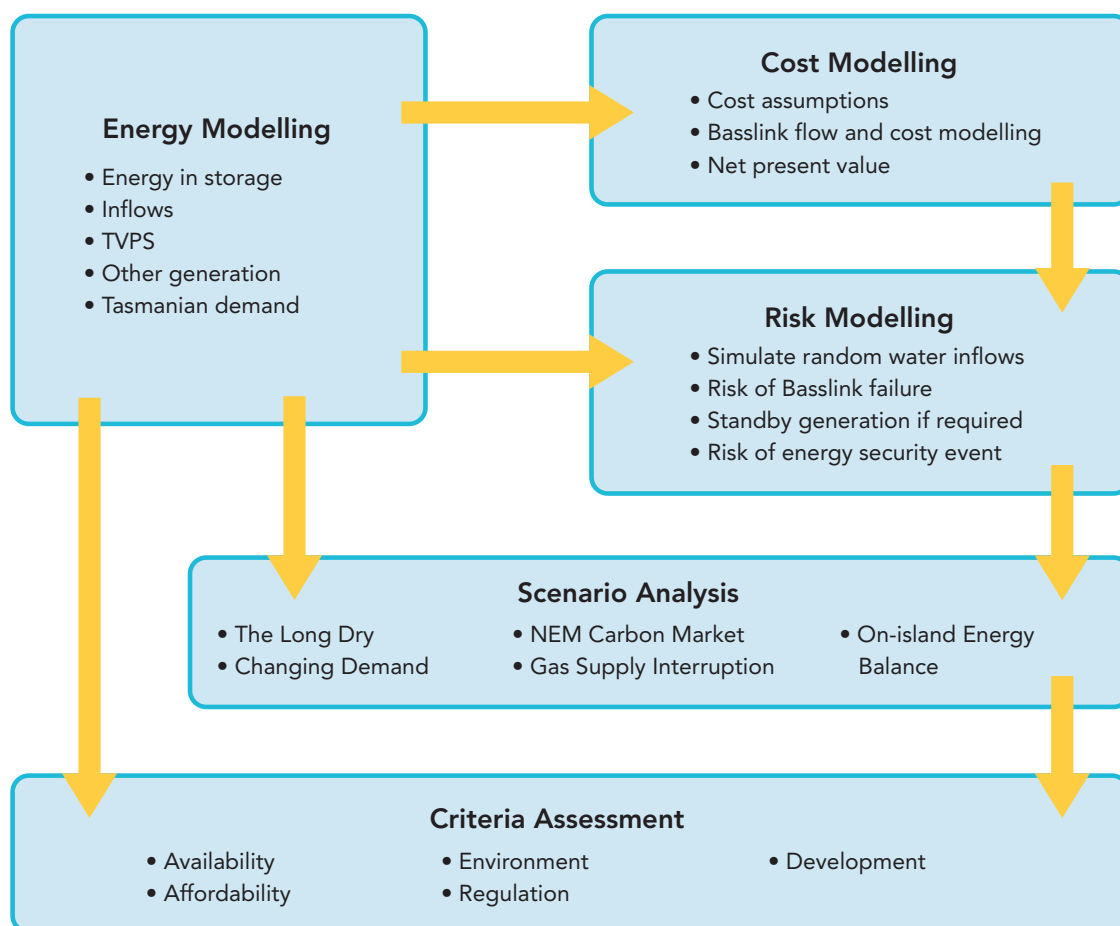 Energy Modelling
• Energy in storage
• Inflows
• TVPS
• Other generation
• Tasmanian demand
Cost Modelling
• Cost assumptions
• Basslink flow and cost modelling
• Net present value
Risk Modelling
• Simulate random water inflows
• Risk of Basslink failure
• Standby generation if required
• Risk of energy security event
Scenario Analysis
• The Long Dry
• Changing Demand
• NEM Carbon Market
• Gas Supply Interruption
• On-island Energy
Balance
Criteria Assessment
• Availability
• Affordability
• Environment
• Regulation
• Development